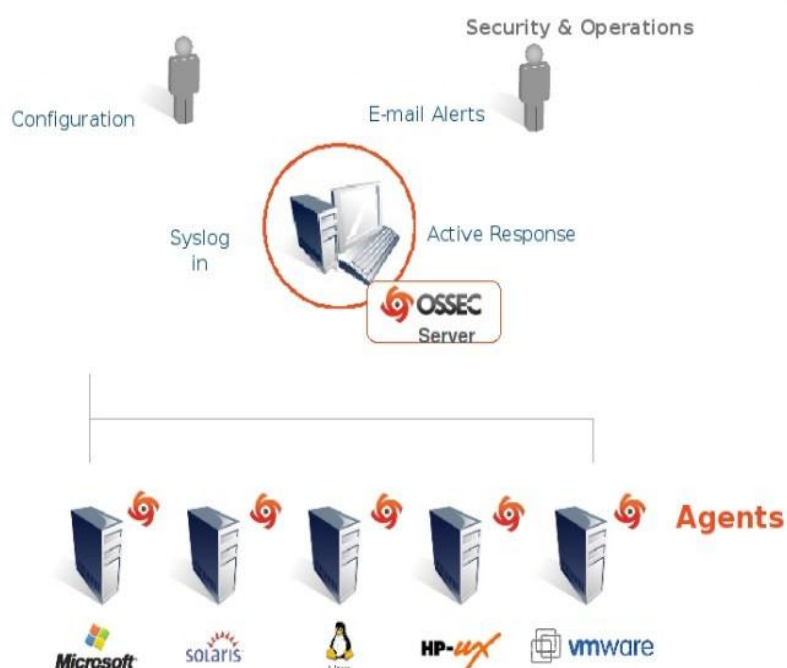 Security & Operations
Configuration
E-mail Alerts
Syslog
in
Active Response
OSSEC
Server
Agents
Microsoft
solaris
HP-UX
vmware